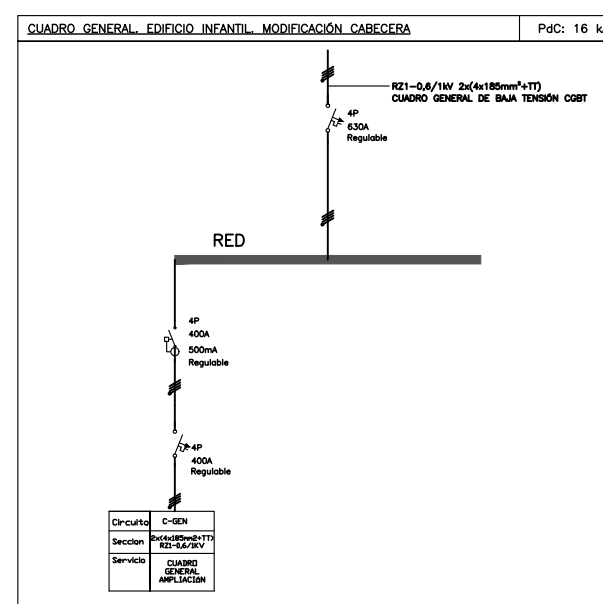 CUADRO GENERAL. EDIFICIO INFANTIL. MODIFICACIÓN CABECERA
PdC: 16 k
RZ1-0,6/1kV 2x(4x185mm²+TT)
CUADRO GENERAL DE BAJA TENSIÓN CGBT
4P
630A
Regulable
RED
4P
400A
500mA
Regulable
4P
400A
Regulable
Circuito C-GEN
Seccion 2x(4x185mm2+TT)
RZ1-0,6/1KV
Servicio CUADRO
GENERAL
AMPLIACIÓN